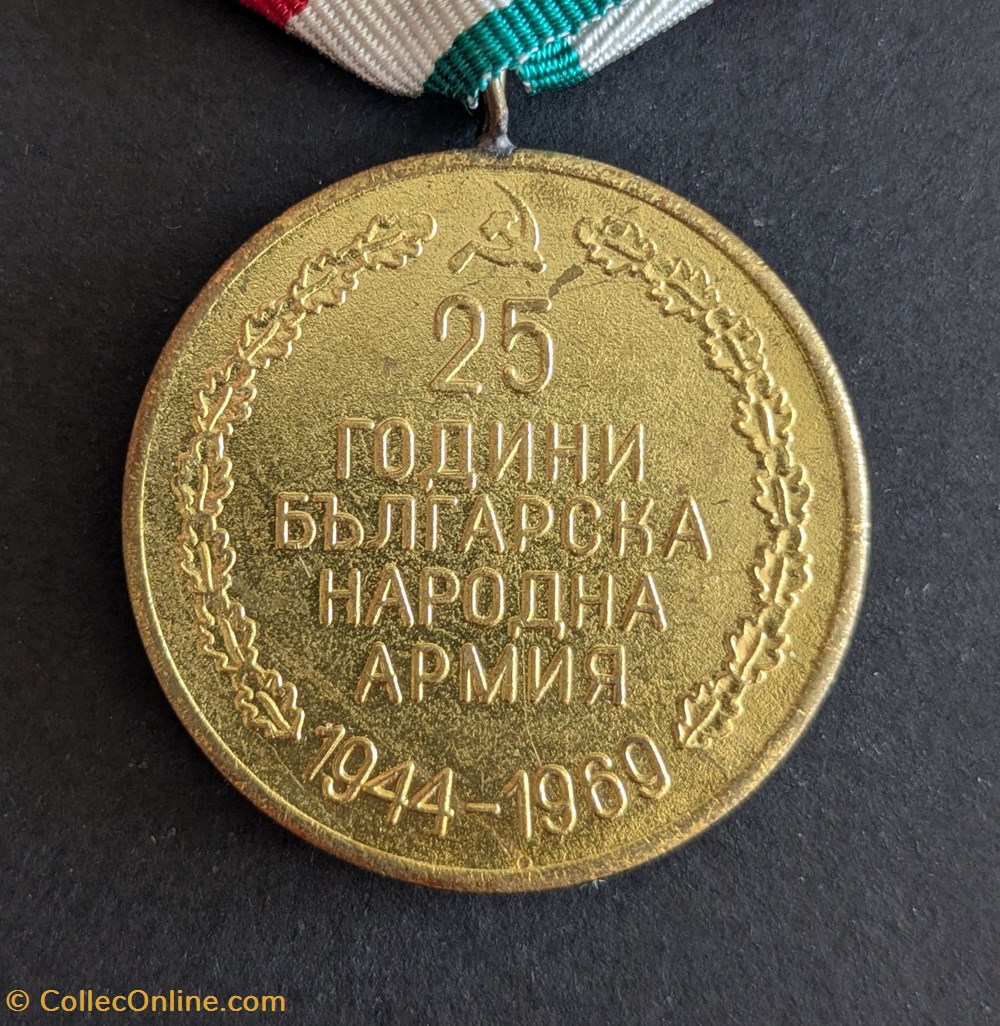 25
ГОДИНИ
БЪЛГАРСКА
НАРОДНА
АРМИЯ
1944-1969
© CollecOnline.com